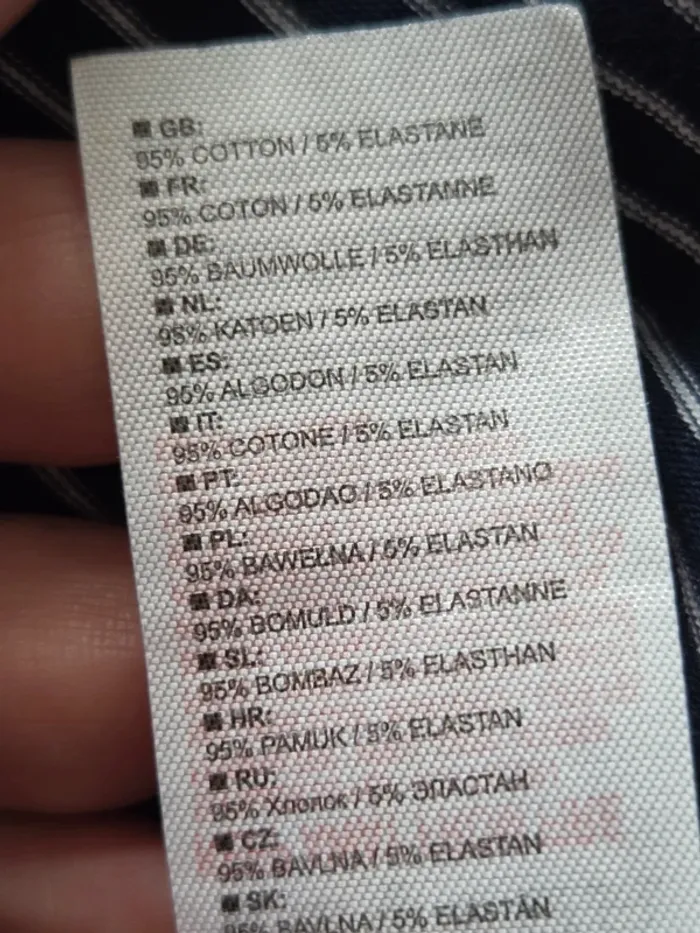 GB:
95% COTTON / 5% ELASTANE
FR:
95% COTON / 5% ELASTANNE
DE:
95% BAUMWOLLE / 5% ELASTHAN
NL:
95% KATOEN / 5% ELASTAN
ES:
95% ALGODON / 5% ELASTAN
IT:
95% COTONE / 5% ELASTAN
PT:
95% ALGODAO / 5% ELASTANO
PL:
95% BAWEŁNA / 5% ELASTAN
DA:
95% BOMULD / 5% ELASTANNE
SL:
95% BOMBAZ / 5% ELASTHAN
HR:
95% PAMUK / 5% ELASTAN
RU:
95% Хлопок / 5% ЭЛАСТАН
CZ:
95% BAVLNA / 5% ELASTAN
SK:
95% BAVLNA / 5% ELASTAN